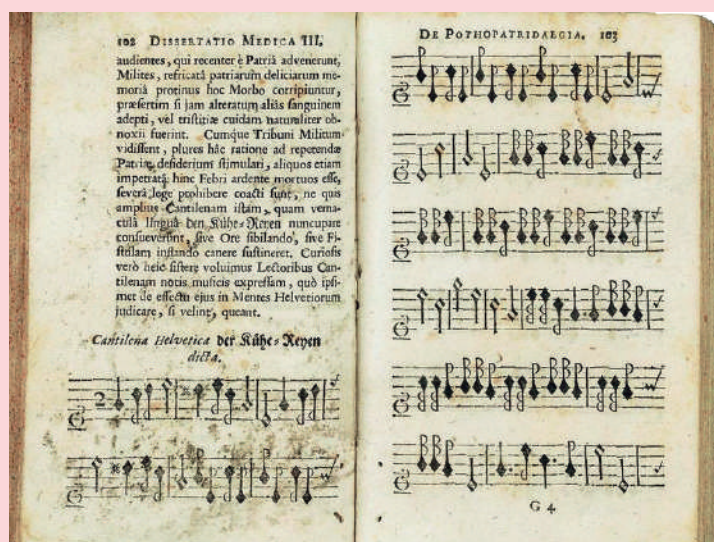 102 DISSERTATIO MEDICA III.
audientes, qui recenter è Patriâ advenerunt,
Milites, refricatâ patriarum deliciarum me-
moriâ protinus hoc Morbo corripiuntur,
præsertim si jam alteratum aliàs sanguinem
adepti, vel tristitiæ cuidam naturaliter ob-
noxii fuerint. Cumque Tribuni Militum
vidissent, plures hâc ratione ad repetendæ
Patriæ desiderium stimulari, aliquos etiam
impetratâ hinc Febri ardente mortuos esse,
severâ lege prohibere coacti sunt, ne quis
amplius Cantilenam istam, quam verna-
culâ linguâ den Kühe-Reyen nuncupare
consueverunt, sive Ore sibilando, sive Fi-
stulam inflando canere sustineret. Curiosis
verò heic sistere voluimus Lectoribus Can-
tilenam notis musicis expressam, quò ipsi-
met de effectu ejus in Mentes Helvetiorum
judicare, si velint, queant.
Cantilena Helvetica der Kühe-Reyen
dicta.
2
DE POTHOPATRIDALGIA. 103
G 4